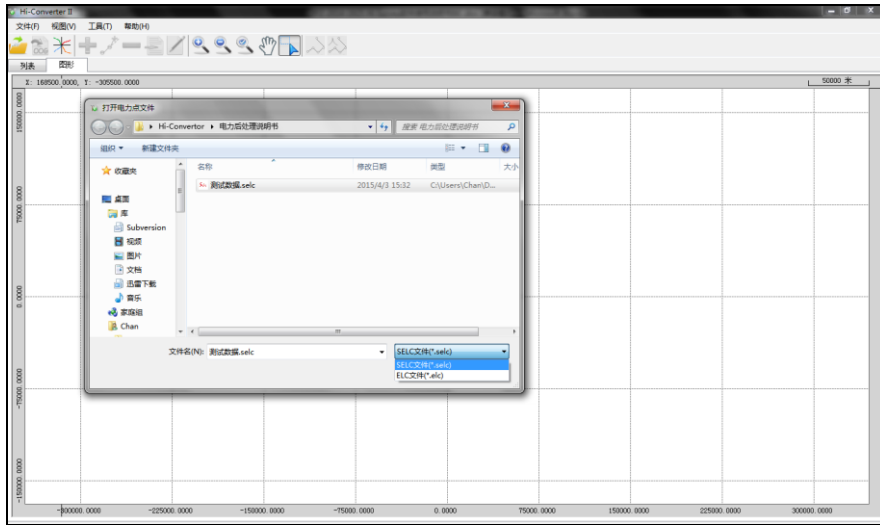 Hi-Converter II
文件(F) 视图(V) 工具(T) 帮助(H)
列表 图形
X: 168500.0000, Y: -305500.0000
50000 米
打开电力点文件
Hi-Convertor 电力后处理说明书
搜索 电力后处理说明书
组织 新建文件夹
收藏夹
名称 修改日期 类型 大小
测试数据.selc 2015/4/3 15:32 C:\Users\Chan\D...
桌面
库
Subversion
视频
图片
文档
迅雷下载
音乐
家庭组
Chan
文件名(N): 测试数据.selc SELC文件(*.selc)
SELC文件(*.selc)
ELC文件(*.elc)
150000.0000
75000.0000
0.0000
-75000.0000
-150000.0000
-300000.0000 -225000.0000 -150000.0000 -75000.0000 0.0000 75000.0000 150000.0000 225000.0000 300000.0000